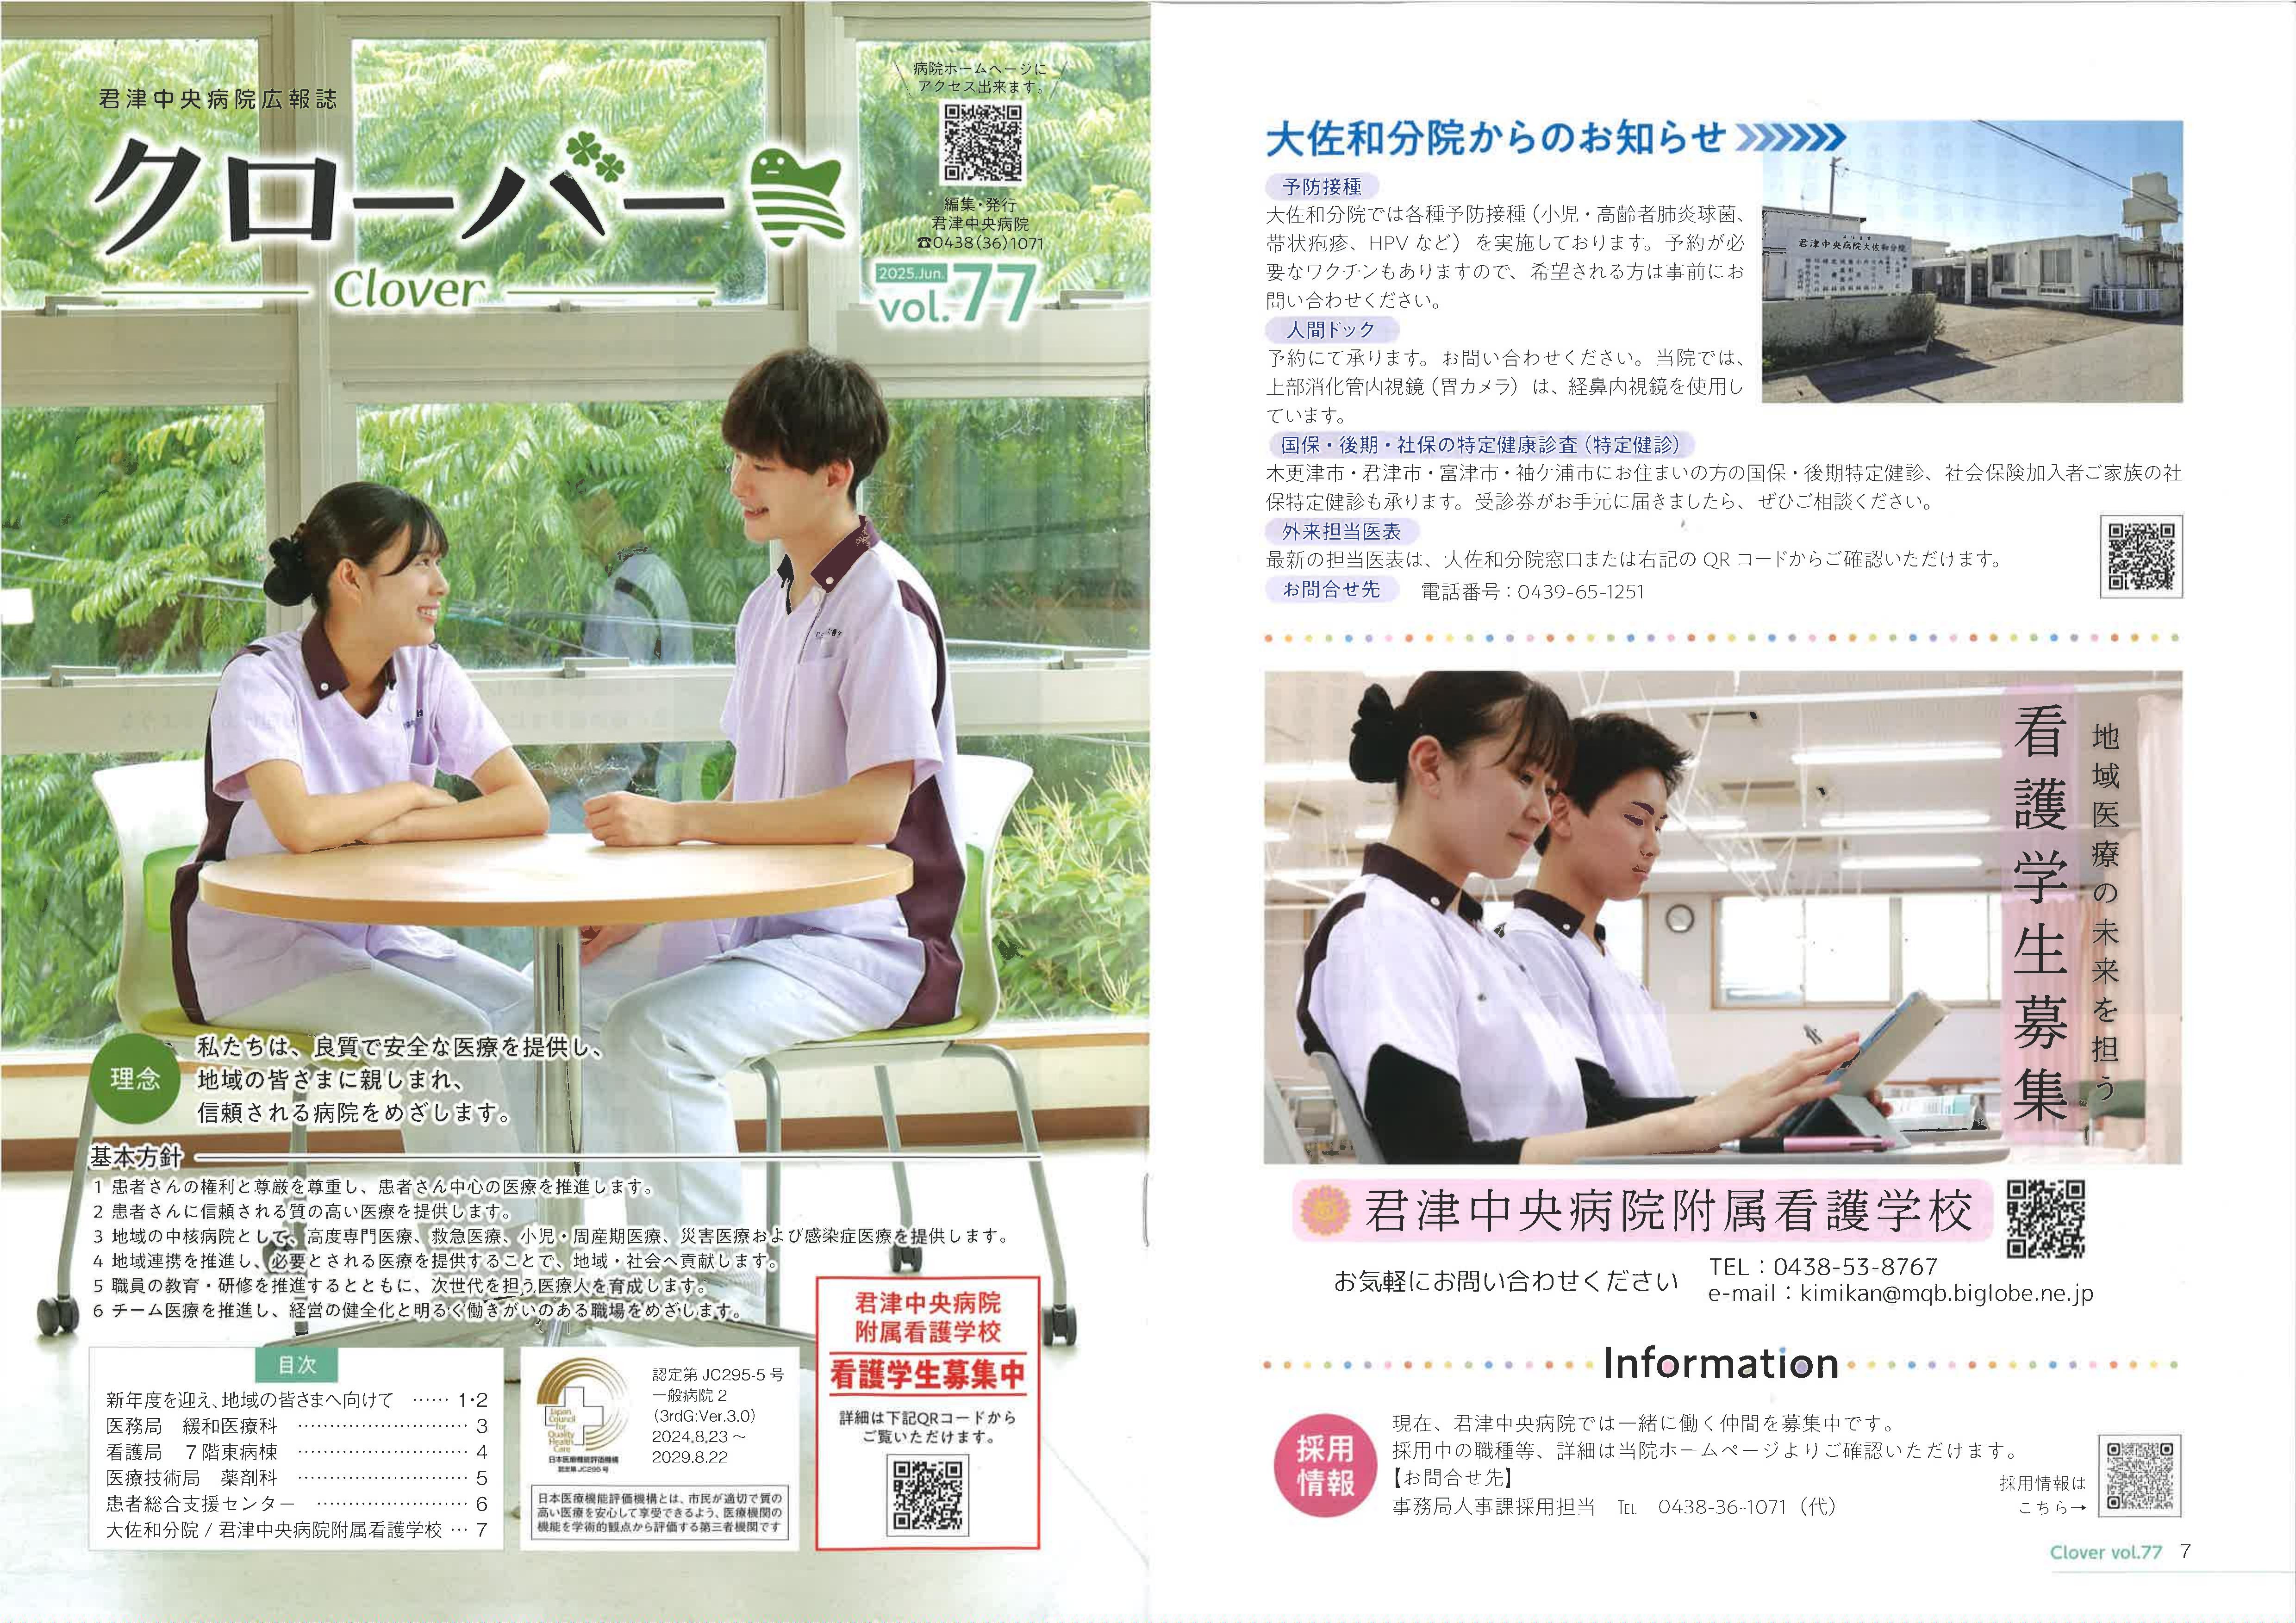 君津中央病院広報誌
クローバー
Clover
病院ホームページに
アクセス出来ます。
編集・発行
君津中央病院
☎0438(36)1071
2025.Jun.
vol.77
理念
私たちは、良質で安全な医療を提供し、
地域の皆さまに親しまれ、
信頼される病院をめざします。
基本方針
1 患者さんの権利と尊厳を尊重し、患者さん中心の医療を推進します。
2 患者さんに信頼される質の高い医療を提供します。
3 地域の中核病院として、高度専門医療、救急医療、小児・周産期医療、災害医療および感染症医療を提供します。
4 地域連携を推進し、必要とされる医療を提供することで、地域・社会へ貢献します。
5 職員の教育・研修を推進するとともに、次世代を担う医療人を育成します。
6 チーム医療を推進し、経営の健全化と明るく働きがいのある職場をめざします。
目次
新年度を迎え、地域の皆さまへ向けて …… 1・2
医務局 緩和医療科 ……………………… 3
看護局 7階東病棟 ……………………… 4
医療技術局 薬剤科 ……………………… 5
患者総合支援センター …………………… 6
大佐和分院 / 君津中央病院附属看護学校 … 7
Japan
Council
for
Quality
Health
Care
日本医療機能評価機構
認定第 JC295 号
認定第 JC295-5 号
一般病院 2
(3rdG:Ver.3.0)
2024.8.23 ~
2029.8.22
日本医療機能評価機構とは、市民が適切で質の
高い医療を安心して享受できるよう、医療機関の
機能を学術的観点から評価する第三者機関です
君津中央病院
附属看護学校
看護学生募集中
詳細は下記QRコードから
ご覧いただけます。
大佐和分院からのお知らせ
君津中央病院大佐和分院
予防接種
大佐和分院では各種予防接種(小児・高齢者肺炎球菌、
帯状疱疹、HPV など) を実施しております。予約が必
要なワクチンもありますので、希望される方は事前にお
問い合わせください。
人間ドック
予約にて承ります。お問い合わせください。当院では、
上部消化管内視鏡(胃カメラ) は、経鼻内視鏡を使用し
ています。
国保・後期・社保の特定健康診査(特定健診)
木更津市・君津市・富津市・袖ケ浦市にお住まいの方の国保・後期特定健診、社会保険加入者ご家族の社
保特定健診も承ります。受診券がお手元に届きましたら、ぜひご相談ください。
外来担当医表
最新の担当医表は、大佐和分院窓口または右記の QR コードからご確認いただけます。
お問合せ先 電話番号:0439-65-1251
地域医療の未来を担う
看護学生募集
君津中央病院附属看護学校
お気軽にお問い合わせください
TEL:0438-53-8767
e-mail:kimikan@mqb.biglobe.ne.jp
Information
採用
情報
現在、君津中央病院では一緒に働く仲間を募集中です。
採用中の職種等、詳細は当院ホームページよりご確認いただけます。
【お問合せ先】
事務局人事課採用担当 ℡ 0438-36-1071(代)
採用情報は
こちら→
Clover vol.77 7